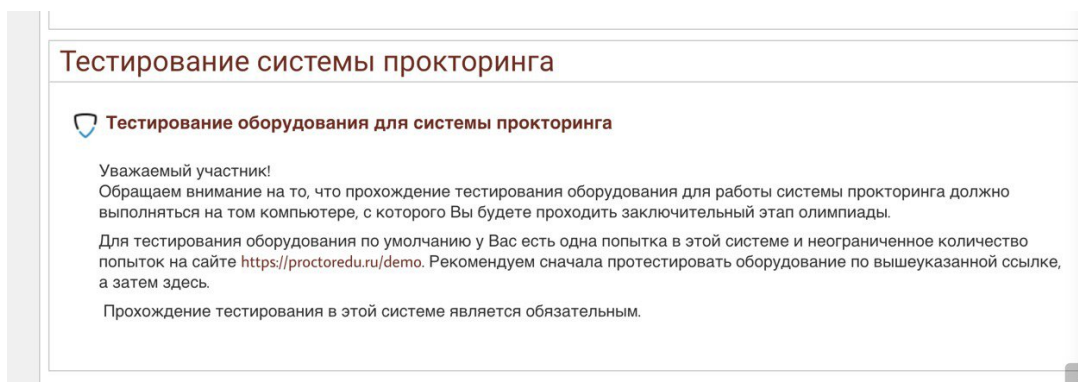 Тестирование системы прокторинга
Тестирование оборудования для системы прокторинга
Уважаемый участник!
Обращаем внимание на то, что прохождение тестирования оборудования для работы системы прокторинга должно
выполняться на том компьютере, с которого Вы будете проходить заключительный этап олимпиады.
Для тестирования оборудования по умолчанию у Вас есть одна попытка в этой системе и неограниченное количество
попыток на сайте https://proctoredu.ru/demo. Рекомендуем сначала протестировать оборудование по вышеуказанной ссылке,
а затем здесь.
Прохождение тестирования в этой системе является обязательным.